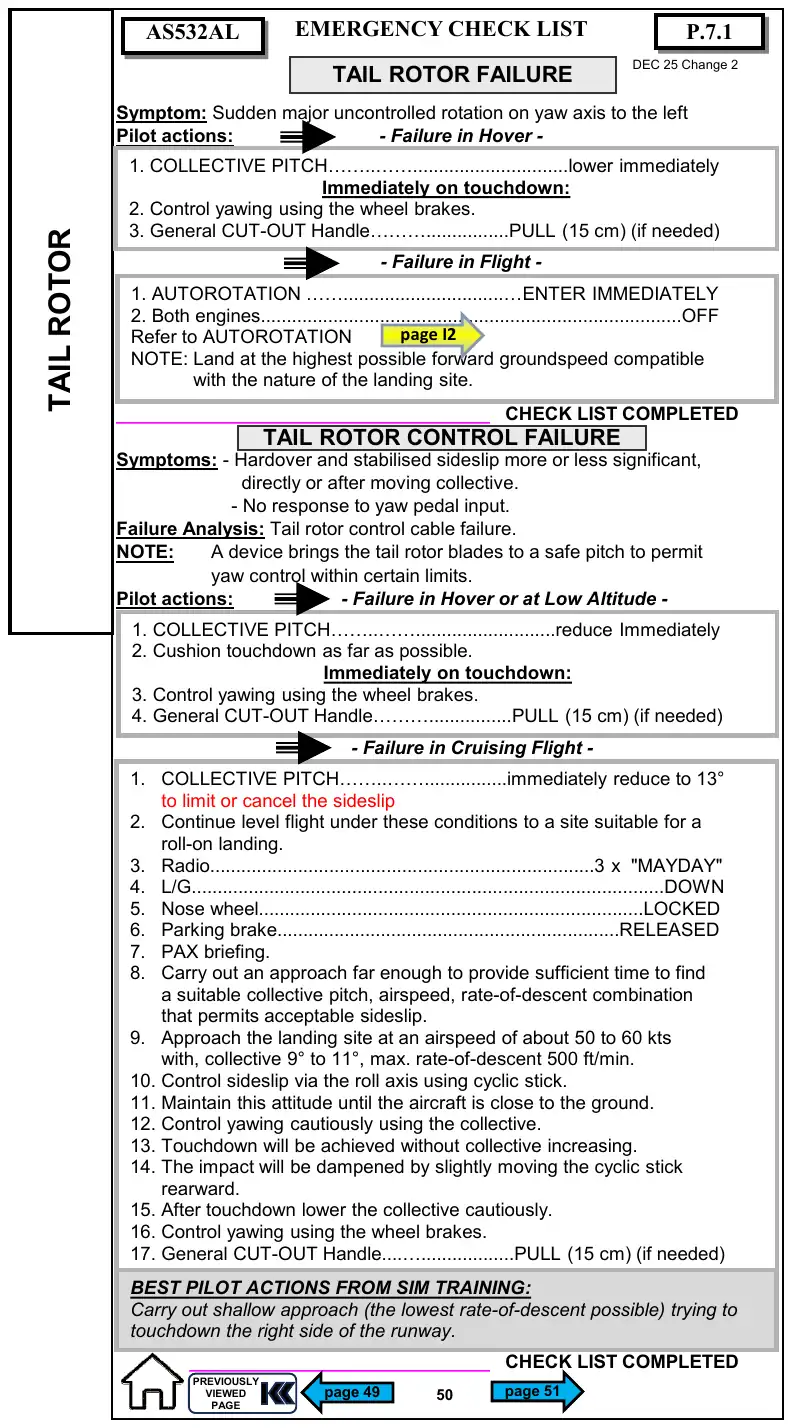 AS532AL
EMERGENCY CHECK LIST
P.7.1
DEC 25 Change 2
TAIL ROTOR FAILURE
TAIL ROTOR
Symptom: Sudden major uncontrolled rotation on yaw axis to the left
Pilot actions: - Failure in Hover -
1. COLLECTIVE PITCH……..……...........................lower immediately
Immediately on touchdown:
2. Control yawing using the wheel brakes.
3. General CUT-OUT Handle………................PULL (15 cm) (if needed)
- Failure in Flight -
1. AUTOROTATION ……...............................…ENTER IMMEDIATELY
2. Both engines.................................................................................OFF
Refer to AUTOROTATION page I2
NOTE: Land at the highest possible forward groundspeed compatible
with the nature of the landing site.
CHECK LIST COMPLETED
TAIL ROTOR CONTROL FAILURE
Symptoms: - Hardover and stabilised sideslip more or less significant,
directly or after moving collective.
- No response to yaw pedal input.
Failure Analysis: Tail rotor control cable failure.
NOTE: A device brings the tail rotor blades to a safe pitch to permit
yaw control within certain limits.
Pilot actions: - Failure in Hover or at Low Altitude -
1. COLLECTIVE PITCH……..……...........................reduce Immediately
2. Cushion touchdown as far as possible.
Immediately on touchdown:
3. Control yawing using the wheel brakes.
4. General CUT-OUT Handle………................PULL (15 cm) (if needed)
- Failure in Cruising Flight -
1. COLLECTIVE PITCH……..……................immediately reduce to 13°
to limit or cancel the sideslip
2. Continue level flight under these conditions to a site suitable for a
roll-on landing.
3. Radio..........................................................................3 x "MAYDAY"
4. L/G...........................................................................................DOWN
5. Nose wheel..........................................................................LOCKED
6. Parking brake..................................................................RELEASED
7. PAX briefing.
8. Carry out an approach far enough to provide sufficient time to find
a suitable collective pitch, airspeed, rate-of-descent combination
that permits acceptable sideslip.
9. Approach the landing site at an airspeed of about 50 to 60 kts
with, collective 9° to 11°, max. rate-of-descent 500 ft/min.
10. Control sideslip via the roll axis using cyclic stick.
11. Maintain this attitude until the aircraft is close to the ground.
12. Control yawing cautiously using the collective.
13. Touchdown will be achieved without collective increasing.
14. The impact will be dampened by slightly moving the cyclic stick
rearward.
15. After touchdown lower the collective cautiously.
16. Control yawing using the wheel brakes.
17. General CUT-OUT Handle...…..................PULL (15 cm) (if needed)
BEST PILOT ACTIONS FROM SIM TRAINING:
Carry out shallow approach (the lowest rate-of-descent possible) trying to
touchdown the right side of the runway.
CHECK LIST COMPLETED
PREVIOUSLY
VIEWED
PAGE
page 49
50
page 51